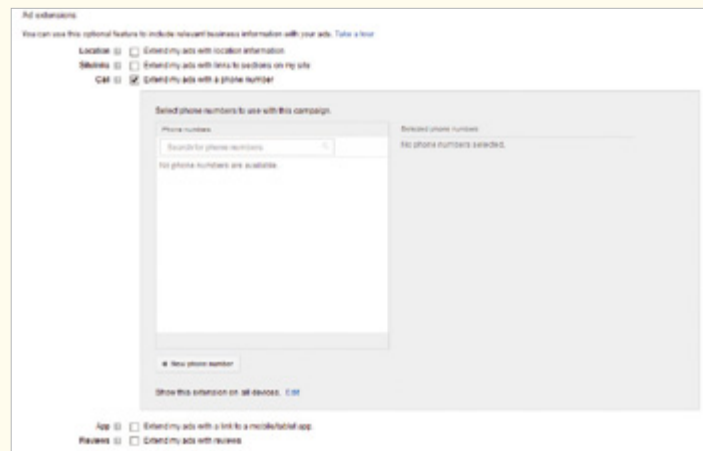 Ad extensions
You can use this optional feature to include relevant business information with your ads. Take a tour
Location Extend my ads with location information
Sitelinks Extend my ads with links to sections on my site
Call Extend my ads with a phone number
Select phone numbers to use with this campaign.
Phone numbers
Selected phone numbers
Search for phone numbers
No phone numbers selected.
No phone numbers are available.
+ New phone number
Show this extension on all devices. Edit
App Extend my ads with a link to a mobile/tablet app
Reviews Extend my ads with reviews